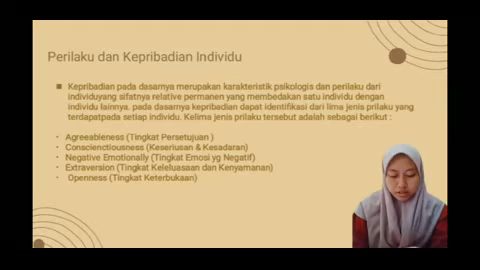 Perilaku dan Kepribadian Individu
Kepribadian pada dasarnya merupakan karakteristik psikologis dan perilaku dari
individuyang sifatnya relative permanen yang membedakan satu individu dengan
individu lainnya. pada dasarnya kepribadian dapat identifikasi dari lima jenis prilaku yang
terdapatpada setiap individu. Kelima jenis prilaku tersebut adalah sebagai berikut :
Agreeableness (Tingkat Persetujuan )
Conscienctiousness (Keseriusan & Kesadaran)
Negative Emotionally (Tingkat Emosi yg Negatif)
Extraversion (Tingkat Keleluasaan dan Kenyamanan)
Openness (Tingkat Keterbukaan)